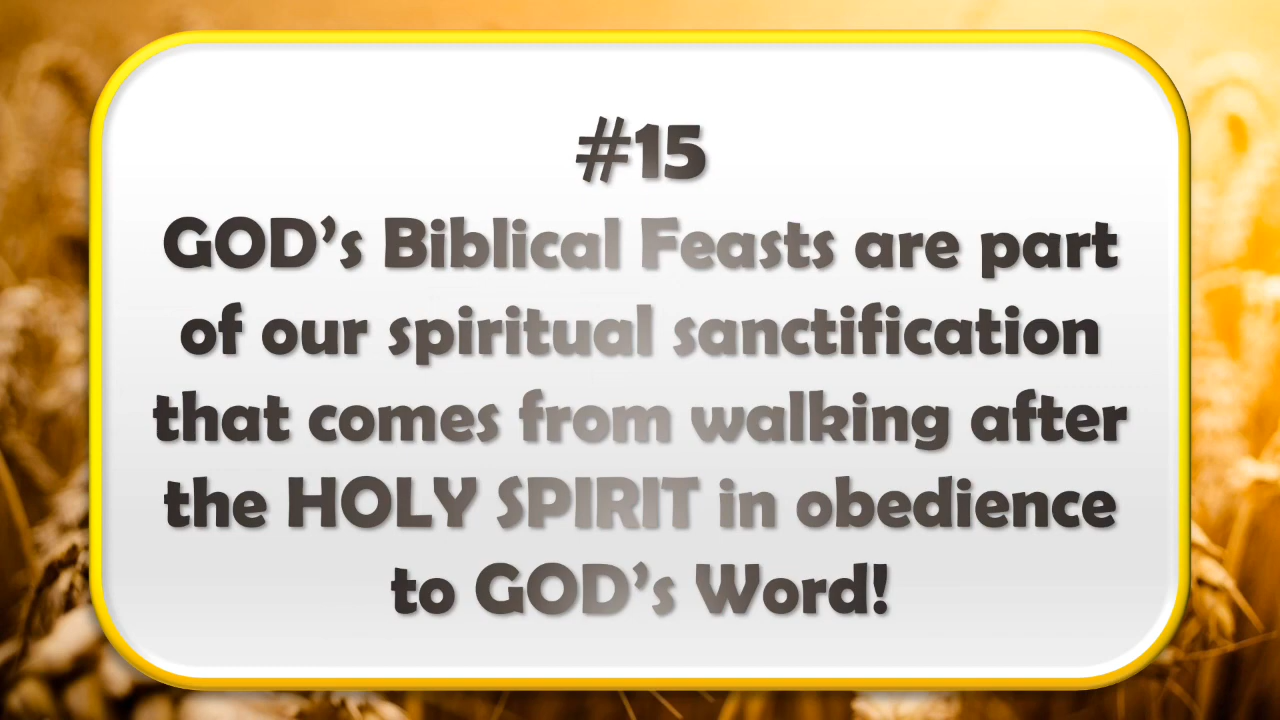 #15
GOD’s Biblical Feasts are part
of our spiritual sanctification
that comes from walking after
the HOLY SPIRIT in obedience
to GOD’s Word!